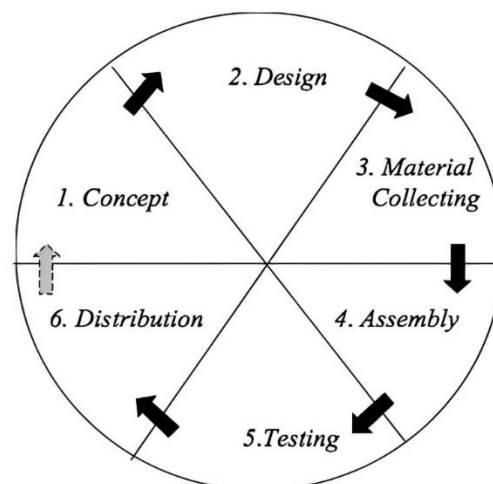 1. Concept
2. Design
3. Material
Collecting
4. Assembly
5.Testing
6. Distribution